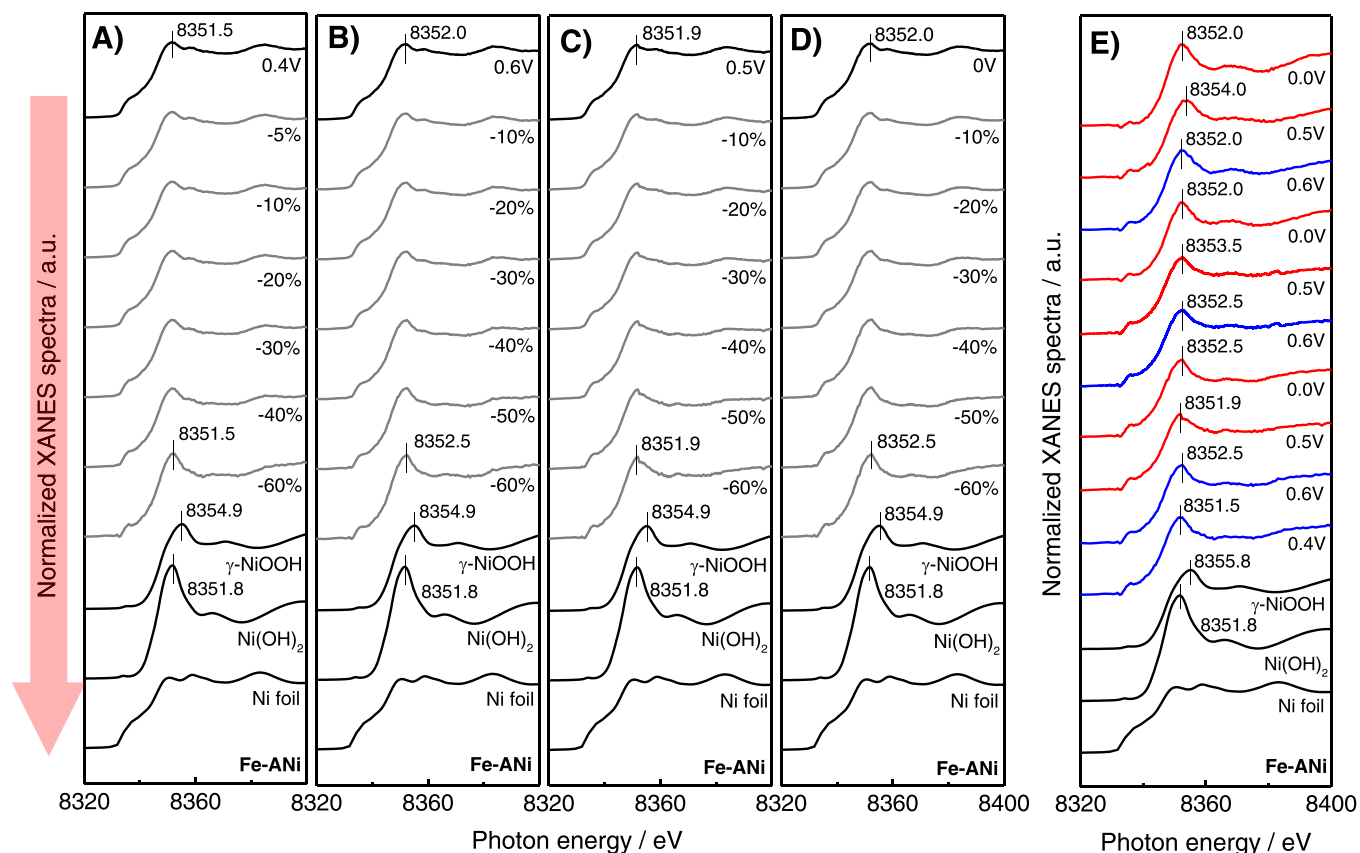 Normalized XANES spectra / a.u.
A)
8351.5
0.4V
-5%
-10%
-20%
-30%
-40%
8351.5
-60%
8354.9
γ-NiOOH
8351.8
Ni(OH)2
Ni foil
Fe-ANi
8320
8360
B)
8352.0
0.6V
-10%
-20%
-30%
-40%
-50%
8352.5
-60%
8354.9
γ-NiOOH
8351.8
Ni(OH)2
Ni foil
Fe-ANi
8320
8360
C)
8351.9
0.5V
-10%
-20%
-30%
-40%
-50%
8351.9
-60%
8354.9
γ-NiOOH
8351.8
Ni(OH)2
Ni foil
Fe-ANi
8320
8360
D)
8352.0
0V
-10%
-20%
-30%
-40%
-50%
8352.5
-60%
8354.9
γ-NiOOH
8351.8
Ni(OH)2
Ni foil
Fe-ANi
8360
8400
Photon energy / eV
Normalized XANES spectra / a.u.
E)
8352.0
0.0V
8354.0
0.5V
8352.0
0.6V
8352.0
0.0V
8353.5
0.5V
8352.5
0.6V
8352.5
0.0V
8351.9
0.5V
8352.5
0.6V
8351.5
0.4V
8355.8
γ-NiOOH
8351.8
Ni(OH)2
Ni foil
Fe-ANi
8320
8360
8400
Photon energy / eV